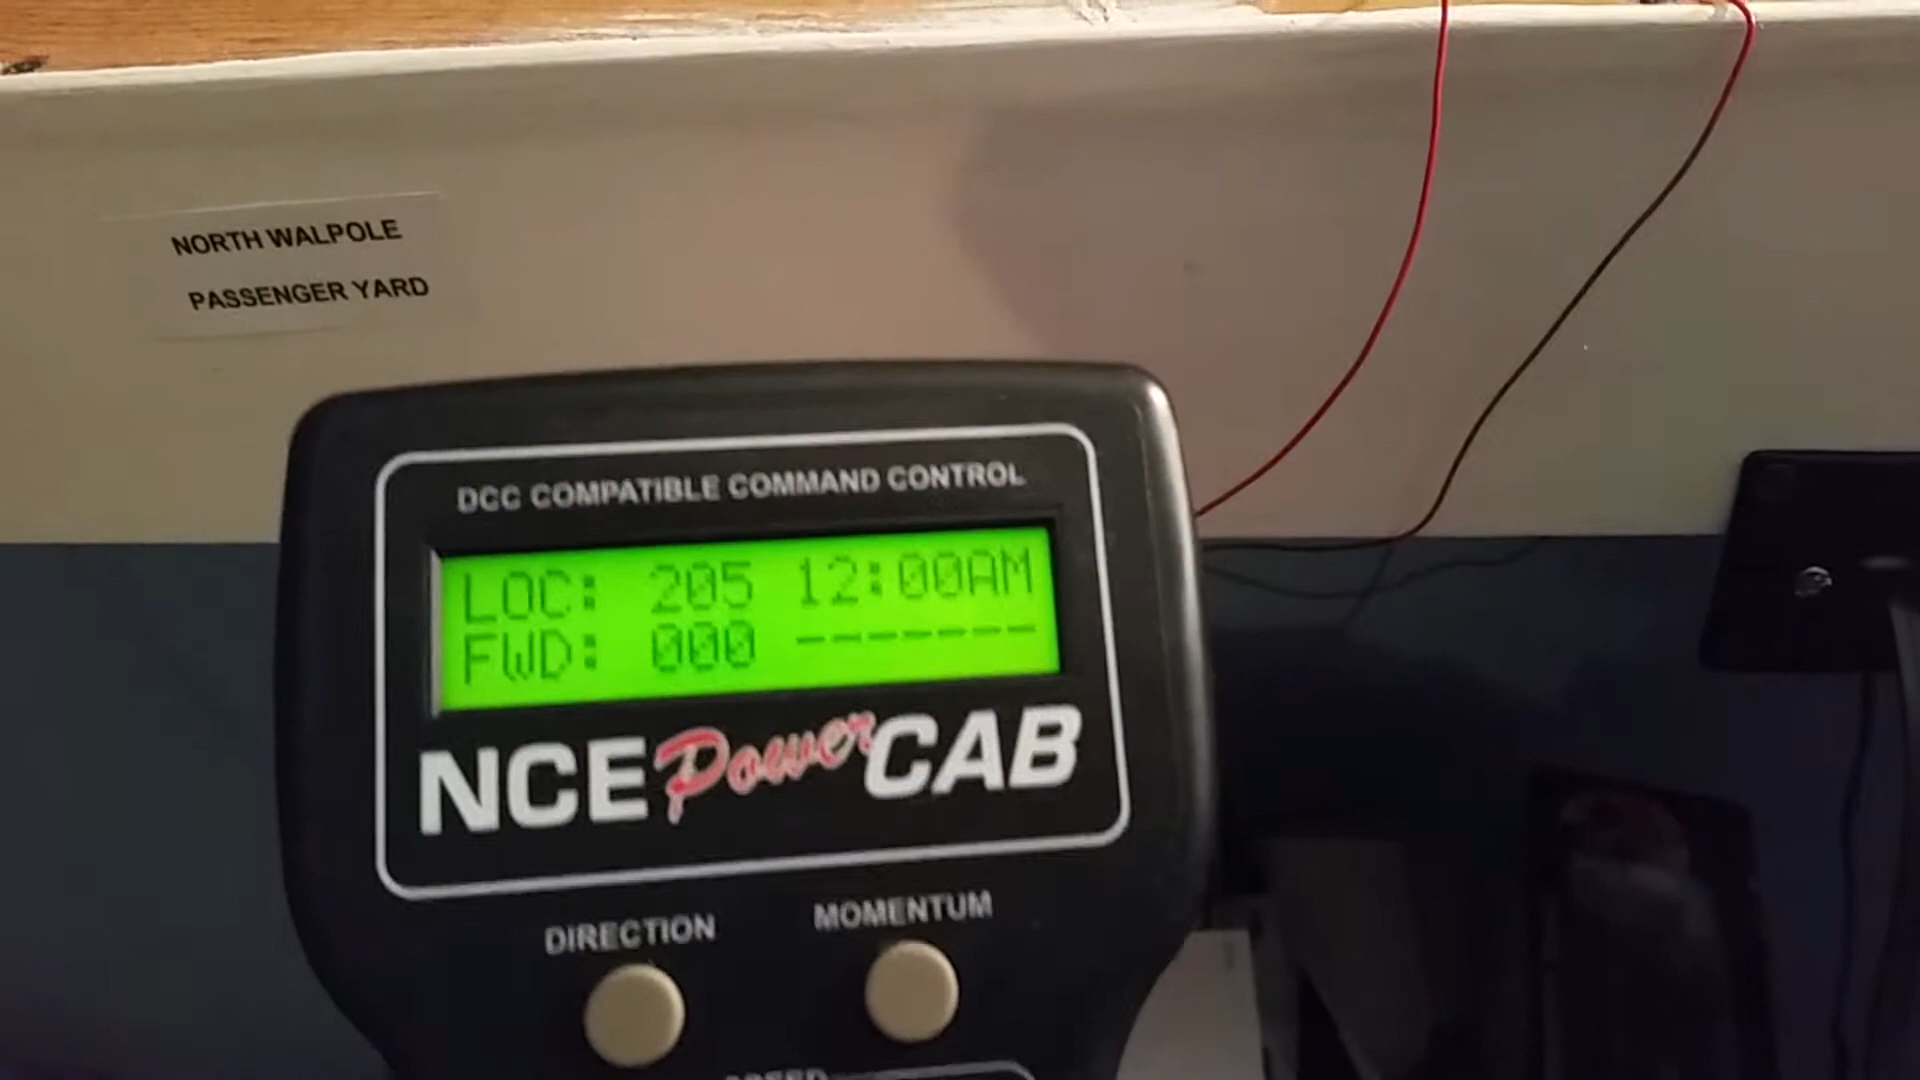 NORTH WALPOLE
PASSENGER YARD
DCC COMPATIBLE COMMAND CONTROL
LOC: 205 12:00AM
FWD: 000 -------
NCE Power CAB
DIRECTION
MOMENTUM
SPEED